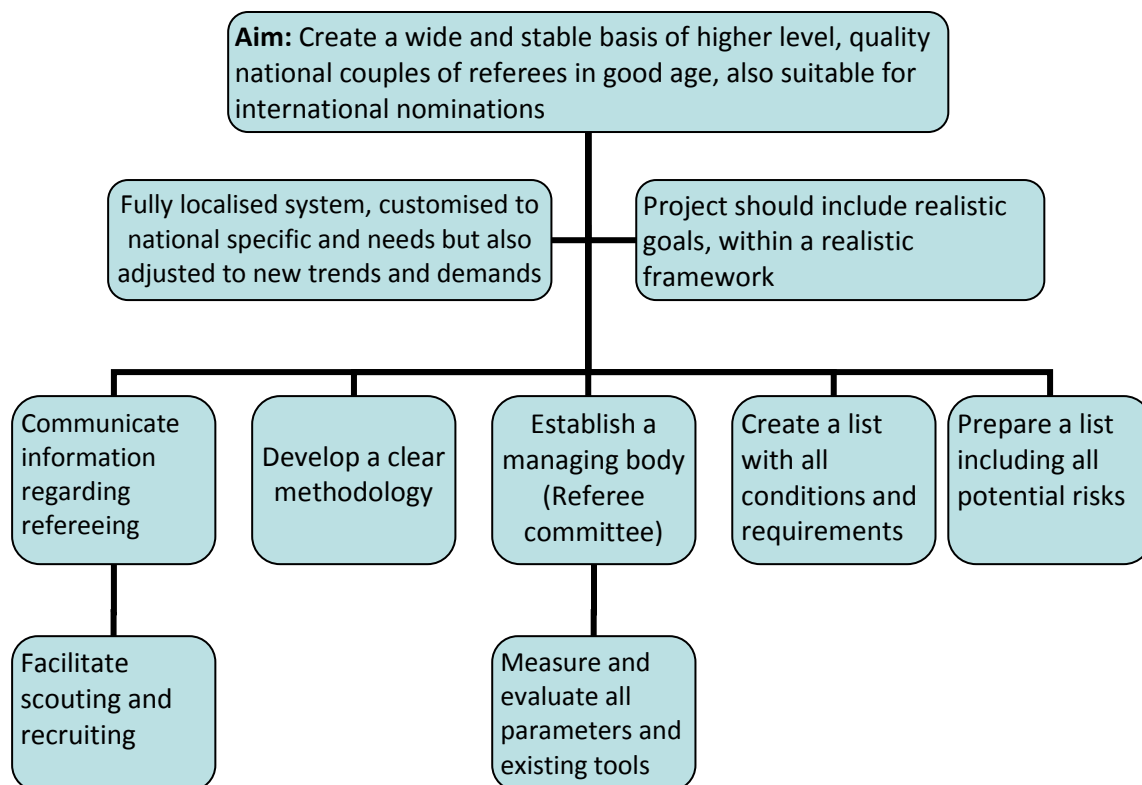 Aim: Create a wide and stable basis of higher level, quality
national couples of referees in good age, also suitable for
international nominations
Fully localised system, customised to
national specific and needs but also
adjusted to new trends and demands
Project should include realistic
goals, within a realistic
framework
Communicate
information
regarding
refereeing
Develop a clear
methodology
Establish a
managing body
(Referee
committee)
Create a list
with all
conditions and
requirements
Prepare a list
including all
potential risks
Facilitate
scouting and
recruiting
Measure and
evaluate all
parameters and
existing tools